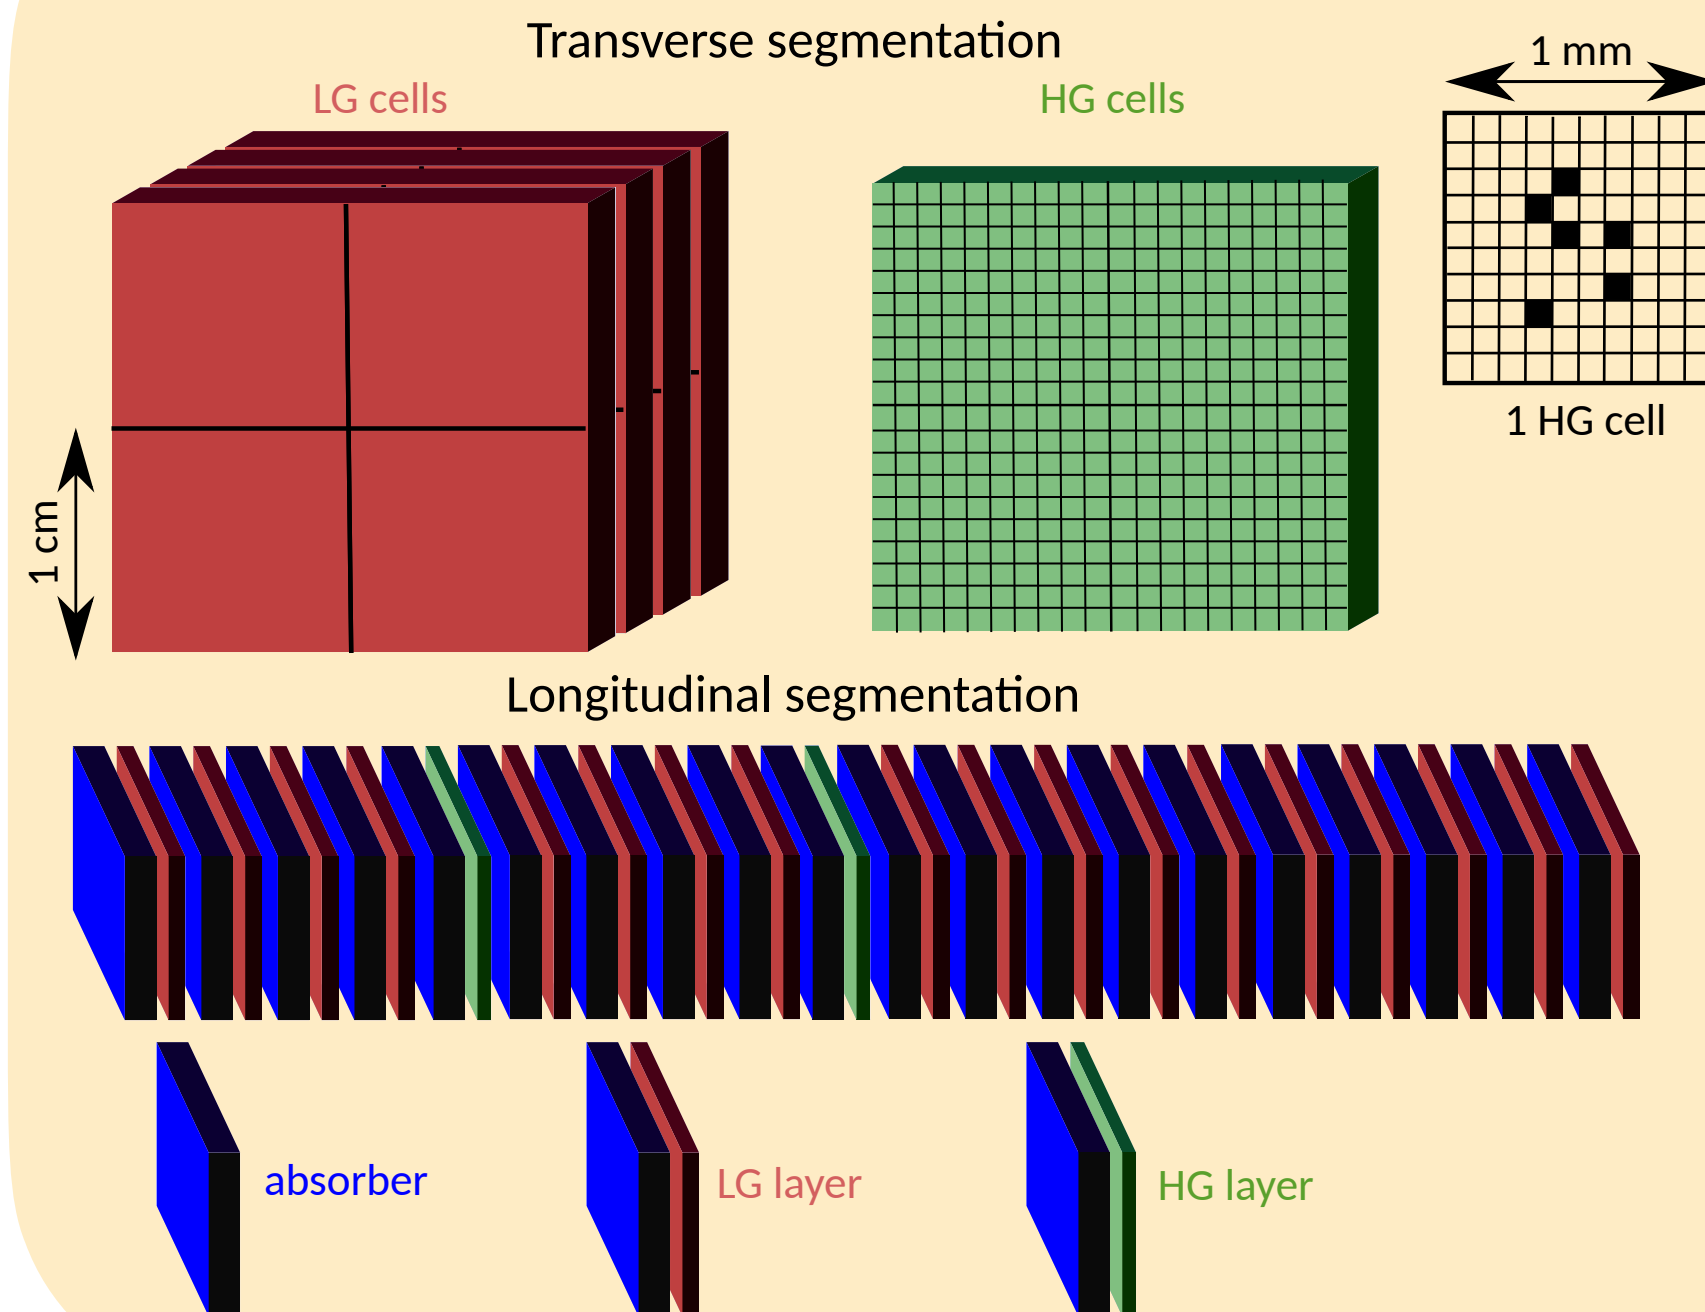 Transverse segmentation
LG cells
HG cells
1 mm
1 HG cell
1 cm
Longitudinal segmentation
absorber
LG layer
HG layer